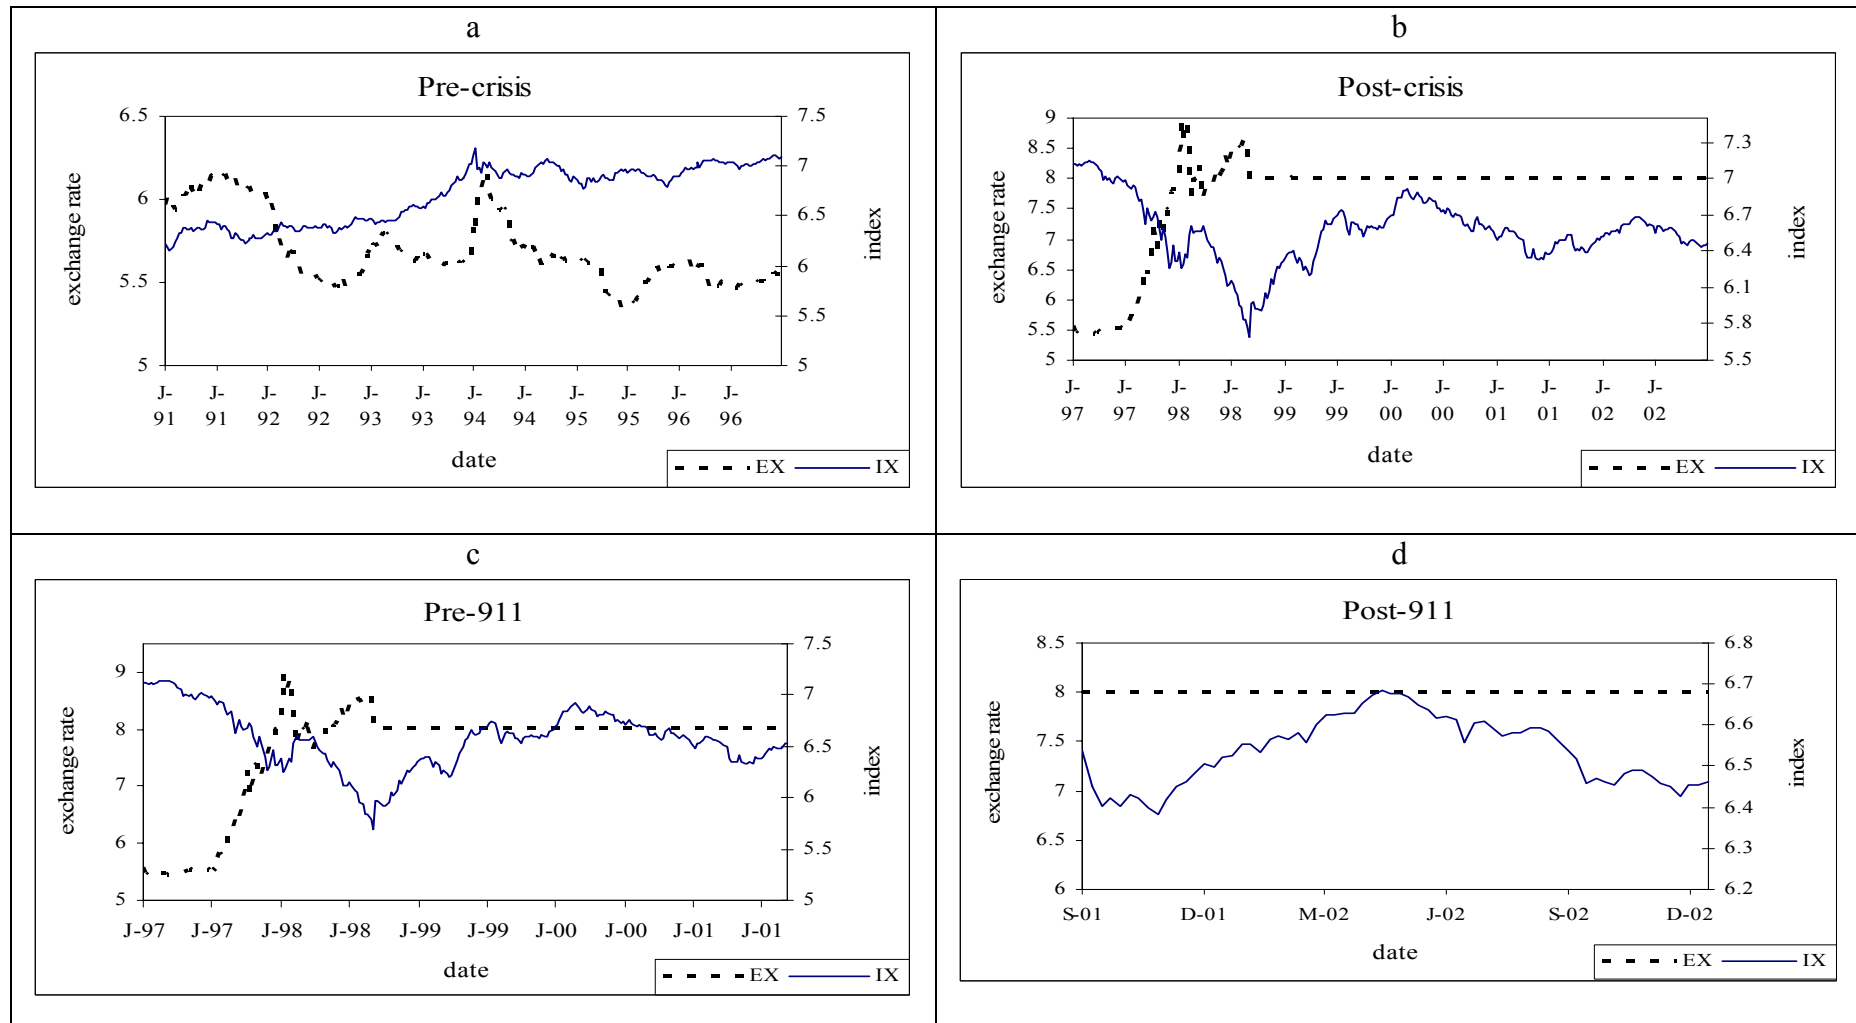 a
Pre-crisis
exchange rate
6.5
6
5.5
5
7.5
7
6.5
6
5.5
5
index
J-91 J-91 J-92 J-92 J-93 J-93 J-94 J-94 J-95 J-95 J-96 J-96
date
EX IX
b
Post-crisis
exchange rate
9
8.5
8
7.5
7
6.5
6
5.5
5
7.3
7
6.7
6.4
6.1
5.8
5.5
index
J-97 J-97 J-98 J-98 J-99 J-99 J-00 J-00 J-01 J-01 J-02 J-02
date
EX IX
c
Pre-911
exchange rate
9
8
7
6
5
7.5
7
6.5
6
5.5
5
index
J-97 J-97 J-98 J-98 J-99 J-99 J-00 J-00 J-01 J-01
date
EX IX
d
Post-911
exchange rate
8.5
8
7.5
7
6.5
6
6.8
6.7
6.6
6.5
6.4
6.3
6.2
index
S-01 D-01 M-02 J-02 S-02 D-02
date
EX IX